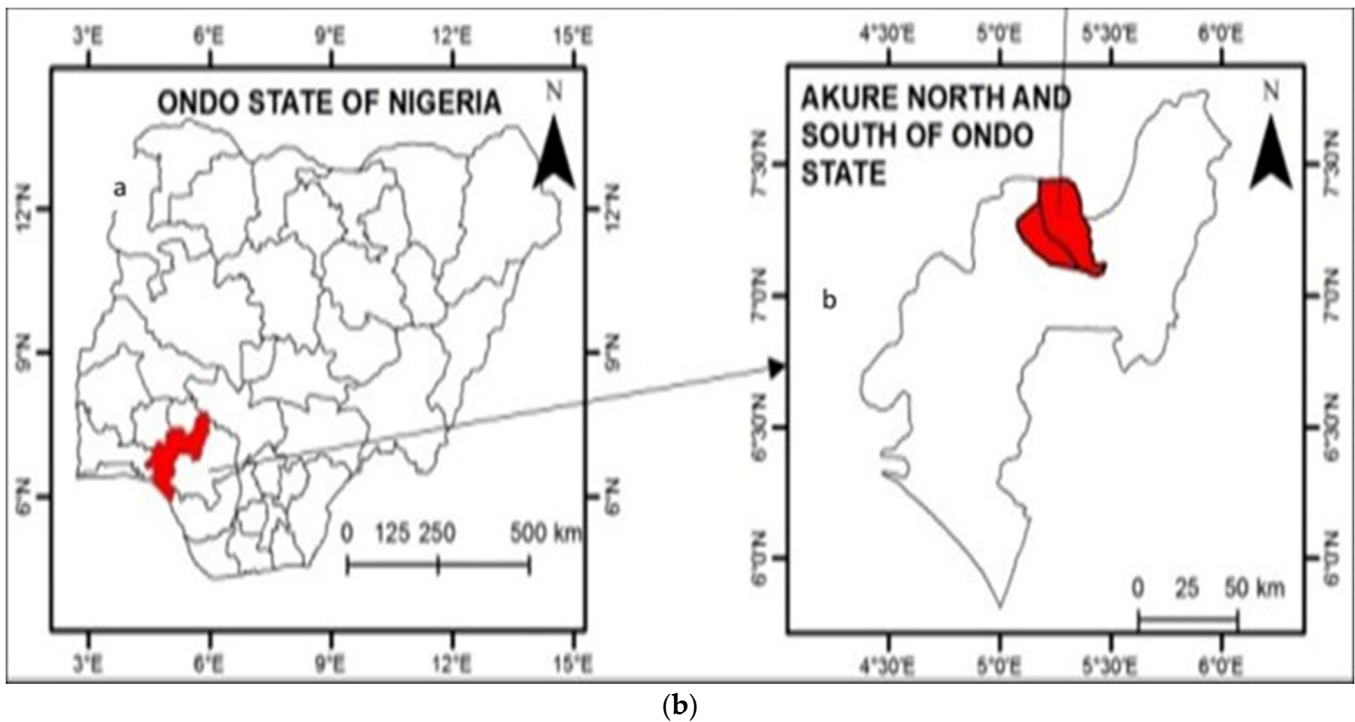 3°E 6°E 9°E 12°E 15°E
ONDO STATE OF NIGERIA
N
a
12°N 12°N
9°N 9°N
6°N 6°N
0 125 250 500 km
3°E 6°E 9°E 12°E 15°E
4°30'E 5°0'E 5°30'E 6°0'E
AKURE NORTH AND
SOUTH OF ONDO
STATE
N
7°30'N 7°30'N
b
7°0'N 7°0'N
6°30'N 6°30'N
6°0'N 6°0'N
0 25 50 km
4°30'E 5°0'E 5°30'E 6°0'E
(b)